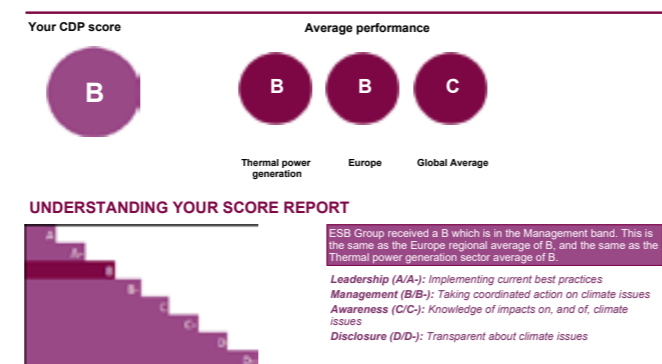 Your CDP score
Average performance
B
B
B
C
Thermal power
generation
Europe
Global Average
UNDERSTANDING YOUR SCORE REPORT
A
A-
B
B-
C
C-
D
D-
ESB Group received a B which is in the Management band. This is
the same as the Europe regional average of B, and the same as the
Thermal power generation sector average of B.
Leadership (A/A-): Implementing current best practices
Management (B/B-): Taking coordinated action on climate issues
Awareness (C/C-): Knowledge of impacts on, and of, climate
issues
Disclosure (D/D-): Transparent about climate issues